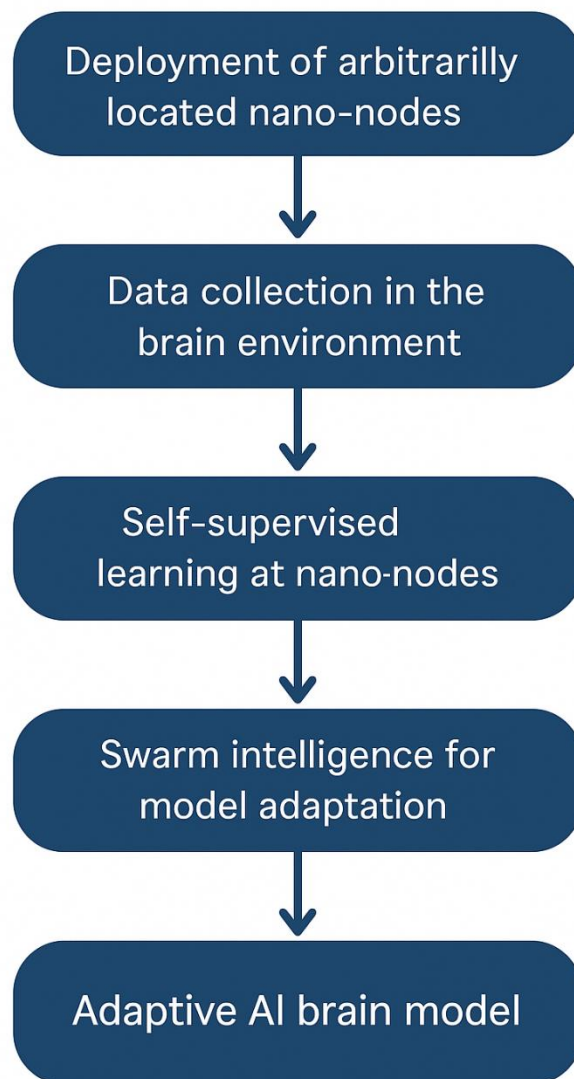 Deployment of arbitrarilly
located nano-nodes
Data collection in the
brain environment
Self-supervised
learning at nano-nodes
Swarm intelligence for
model adaptation
Adaptive AI brain model